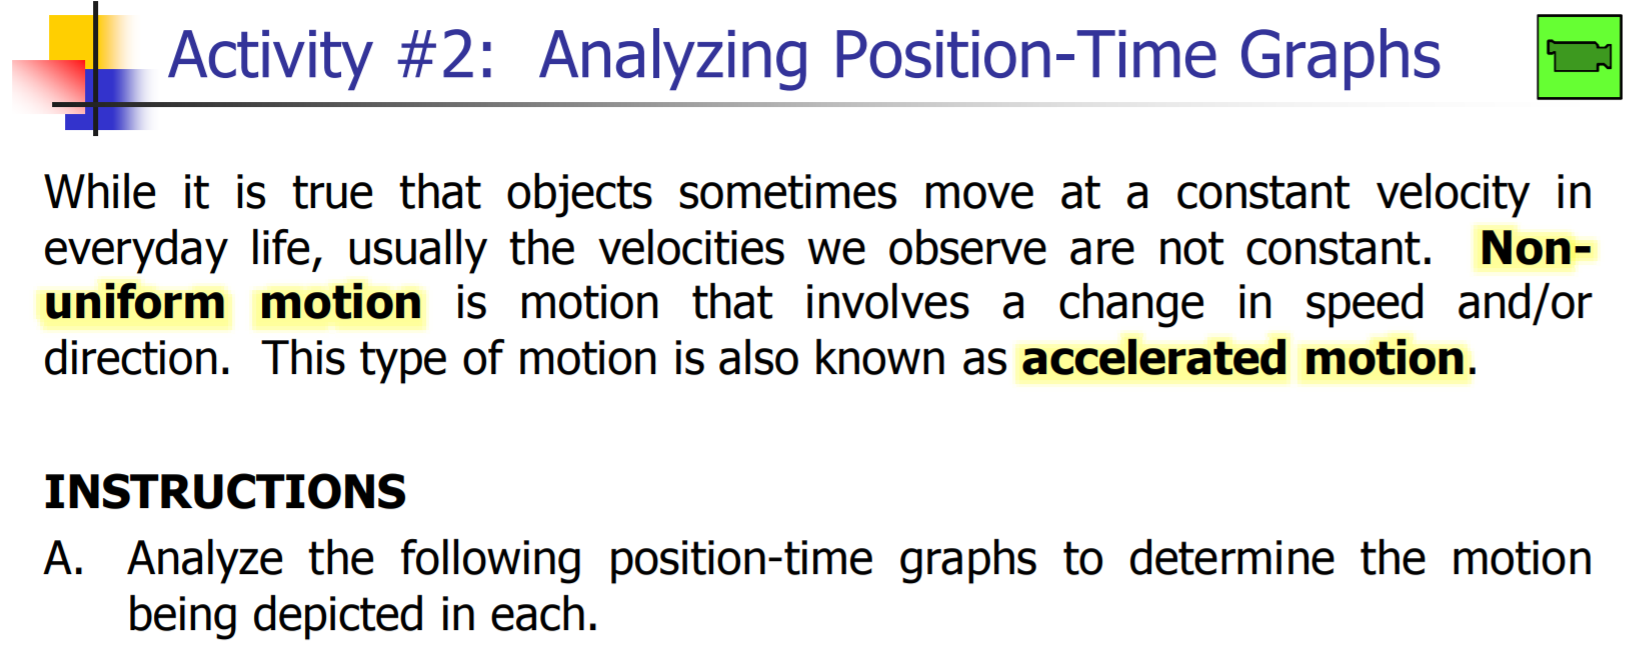 Activity #2: Analyzing Position-Time Graphs
While it is true that objects sometimes move at a constant velocity in
everyday life, usually the velocities we observe are not constant. Non-
uniform motion is motion that involves a change in speed and/or
direction. This type of motion is also known as accelerated motion.
INSTRUCTIONS
A. Analyze the following position-time graphs to determine the motion
being depicted in each.